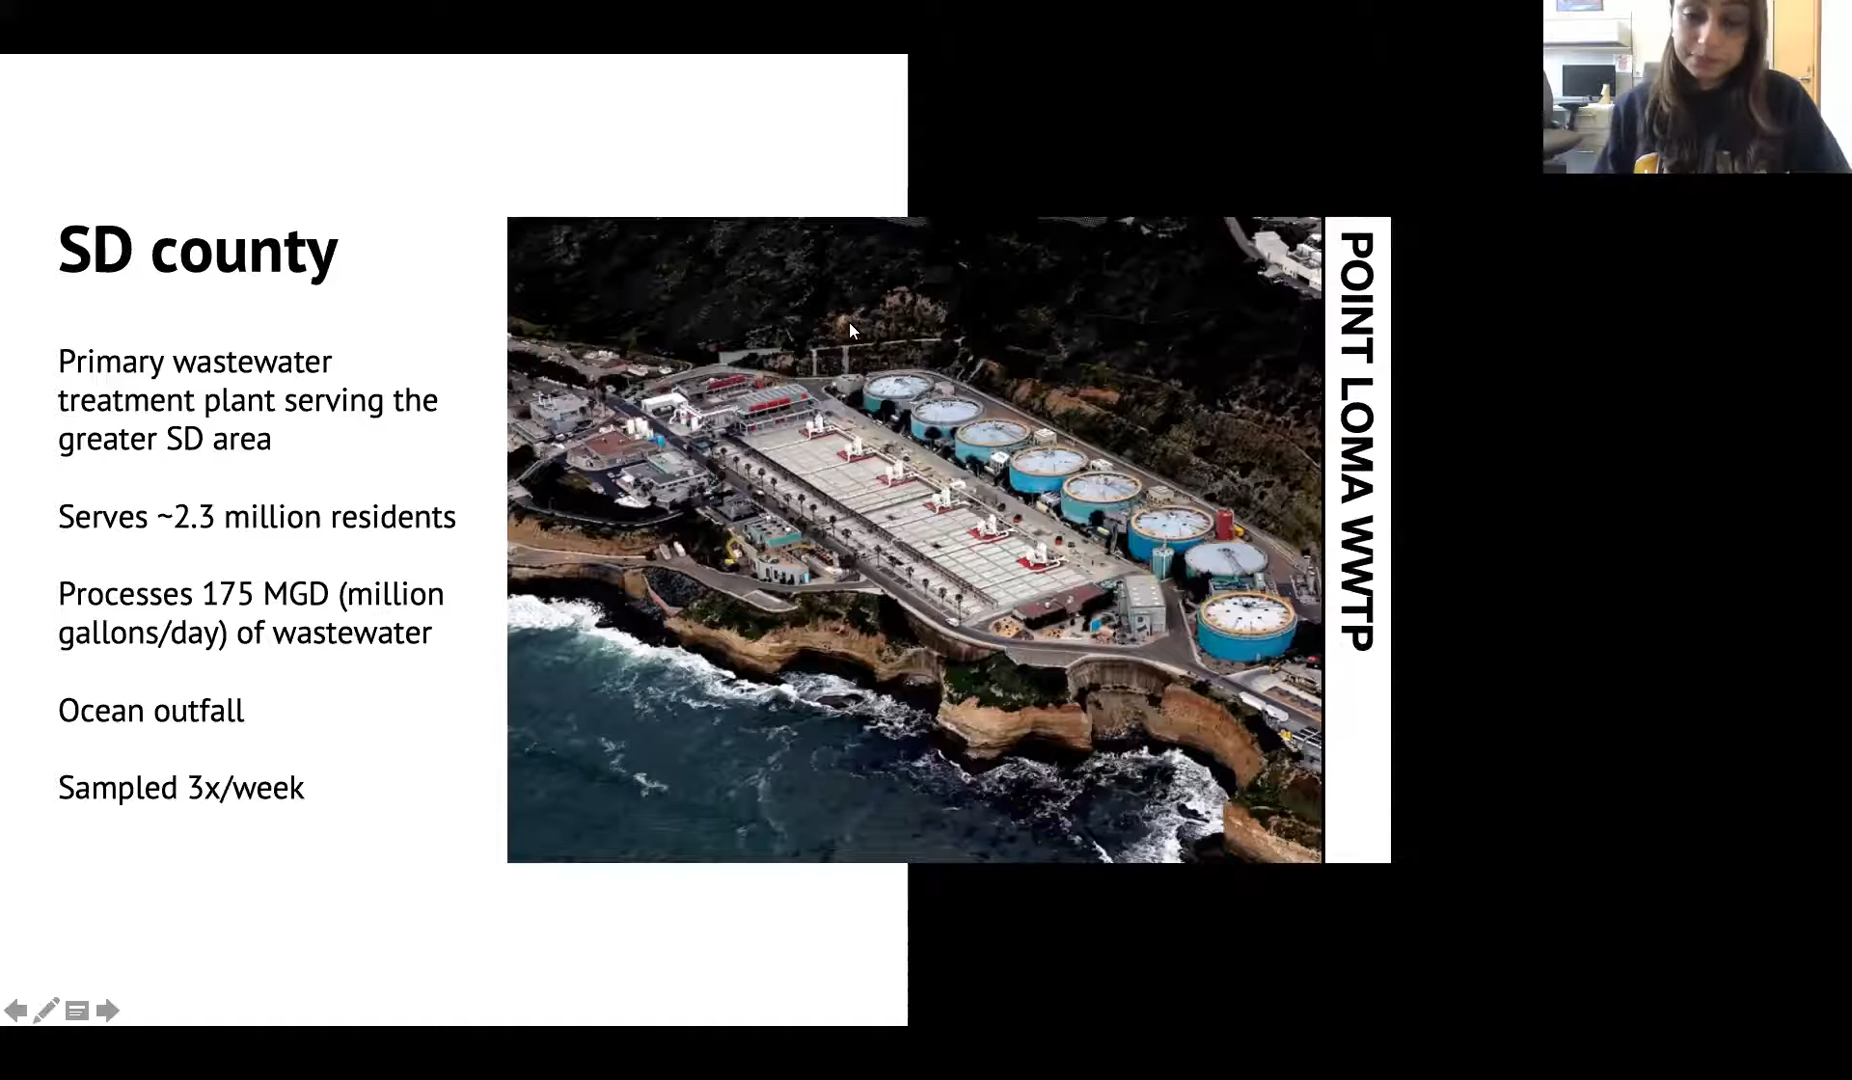 SD county
Primary wastewater
treatment plant serving the
greater SD area
Serves ~2.3 million residents
Processes 175 MGD (million
gallons/day) of wastewater
Ocean outfall
Sampled 3x/week
POINT LOMA WWTP